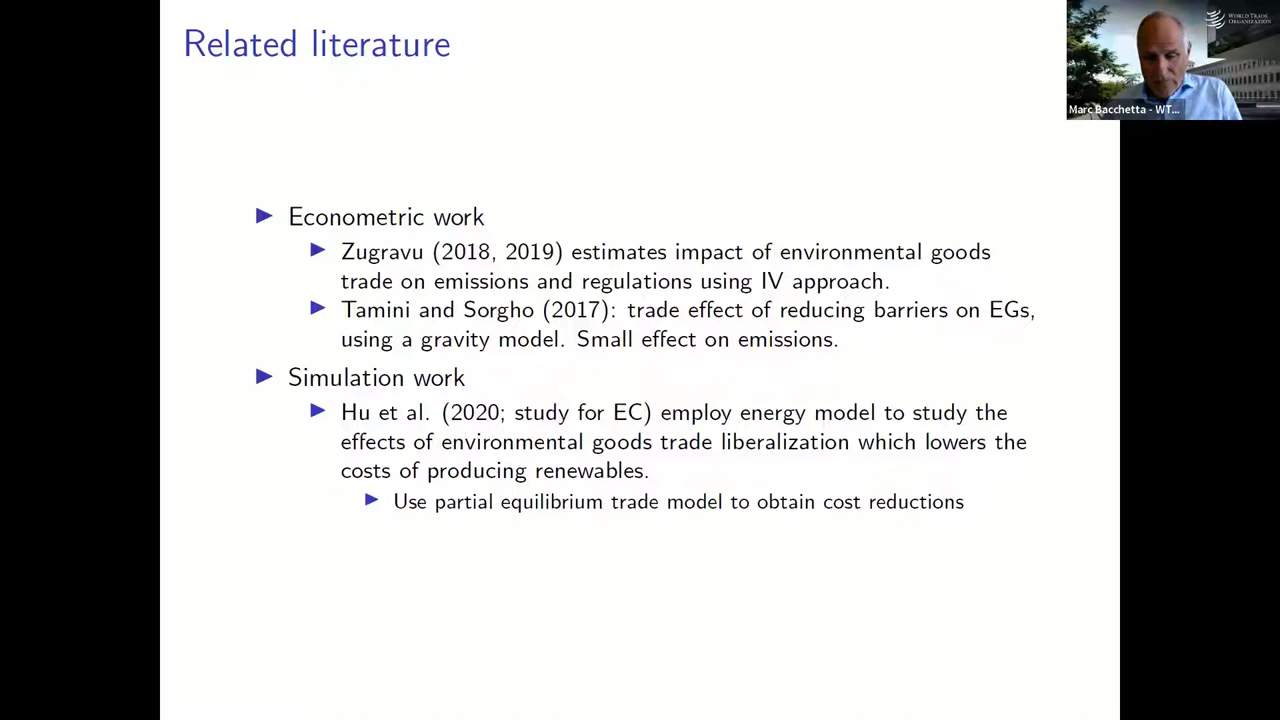 Related literature
WORLD TRADE
ORGANIZATION
Marc Bacchetta - WT...
▶ Econometric work
▶ Zugravu (2018, 2019) estimates impact of environmental goods
trade on emissions and regulations using IV approach.
▶ Tamini and Sorgho (2017): trade effect of reducing barriers on EGs,
using a gravity model. Small effect on emissions.
▶ Simulation work
▶ Hu et al. (2020; study for EC) employ energy model to study the
effects of environmental goods trade liberalization which lowers the
costs of producing renewables.
▶ Use partial equilibrium trade model to obtain cost reductions